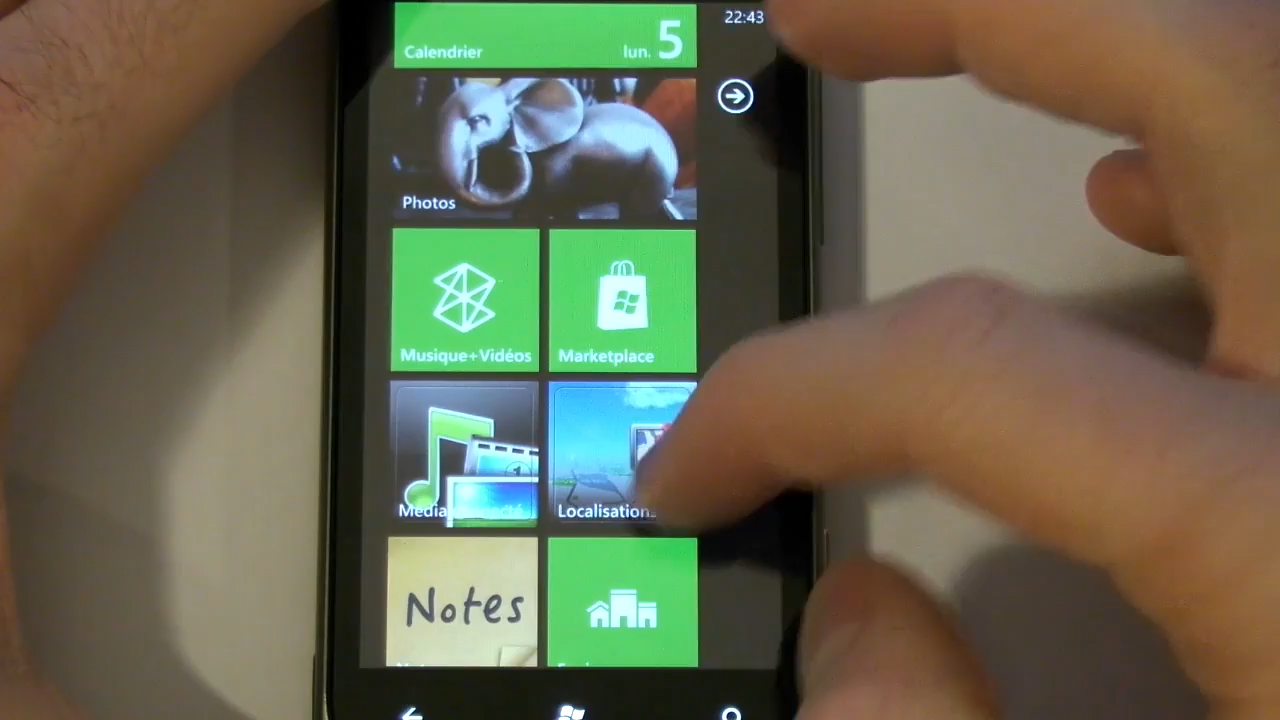 22:43
Calendrier
lun. 5
Photos
Musique+Vidéos
Marketplace
Localisation
Notes